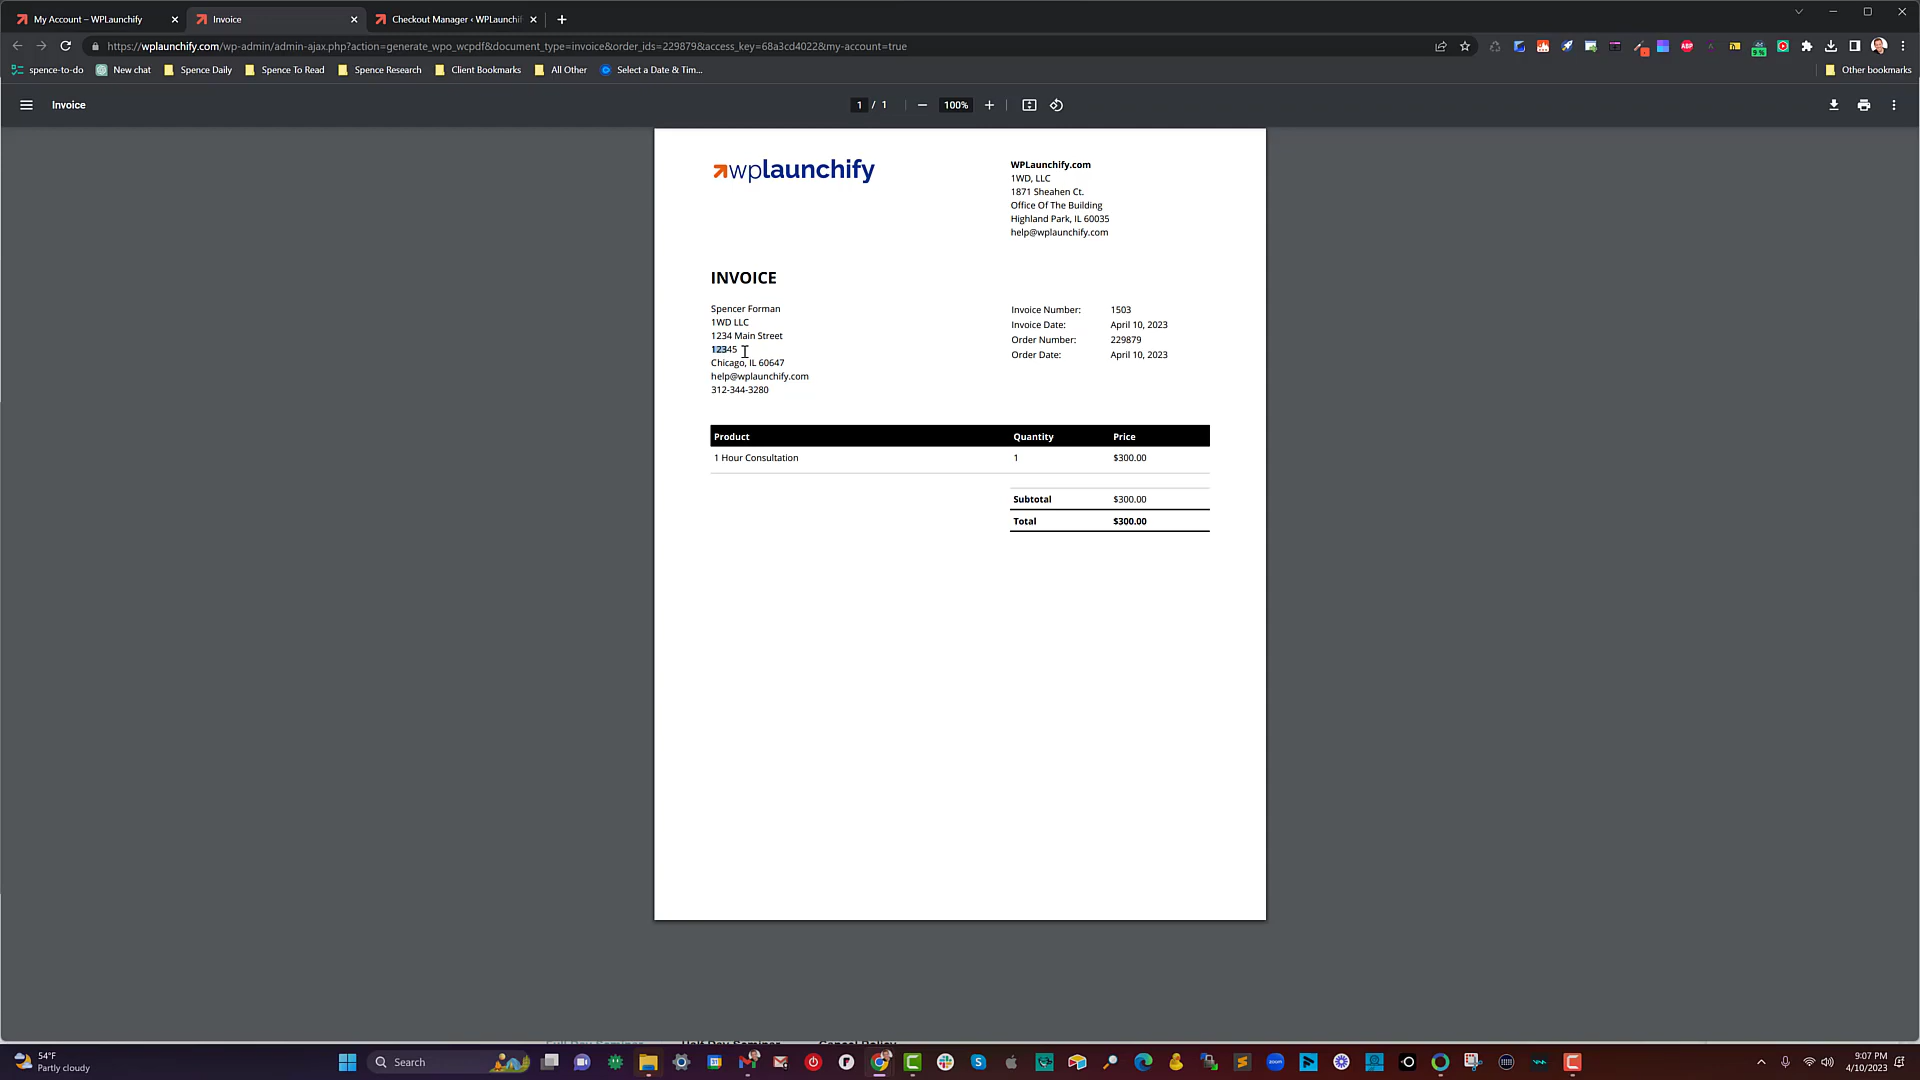 My Account – WPLaunchify
Invoice
Checkout Manager ‹ WPLaunchif
https://wplaunchify.com/wp-admin/admin-ajax.php?action=generate_wpo_wcpdf&document_type=invoice&order_ids=229879&access_key=68a3cd4022&my-account=true
spence-to-do
New chat
Spence Daily
Spence To Read
Spence Research
Client Bookmarks
All Other
Select a Date & Tim...
Other bookmarks
Invoice
1 / 1
100%
wplaunchify
WPLaunchify.com
1WD, LLC
1871 Sheahen Ct.
Office Of The Building
Highland Park, IL 60035
help@wplaunchify.com
INVOICE
Spencer Forman
1WD LLC
1234 Main Street
12345
Chicago, IL 60647
help@wplaunchify.com
312-344-3280
Invoice Number: 1503
Invoice Date: April 10, 2023
Order Number: 229879
Order Date: April 10, 2023
Product Quantity Price
1 Hour Consultation 1 $300.00
Subtotal $300.00
Total $300.00
54°F
Partly cloudy
Search
9:07 PM
4/10/2023